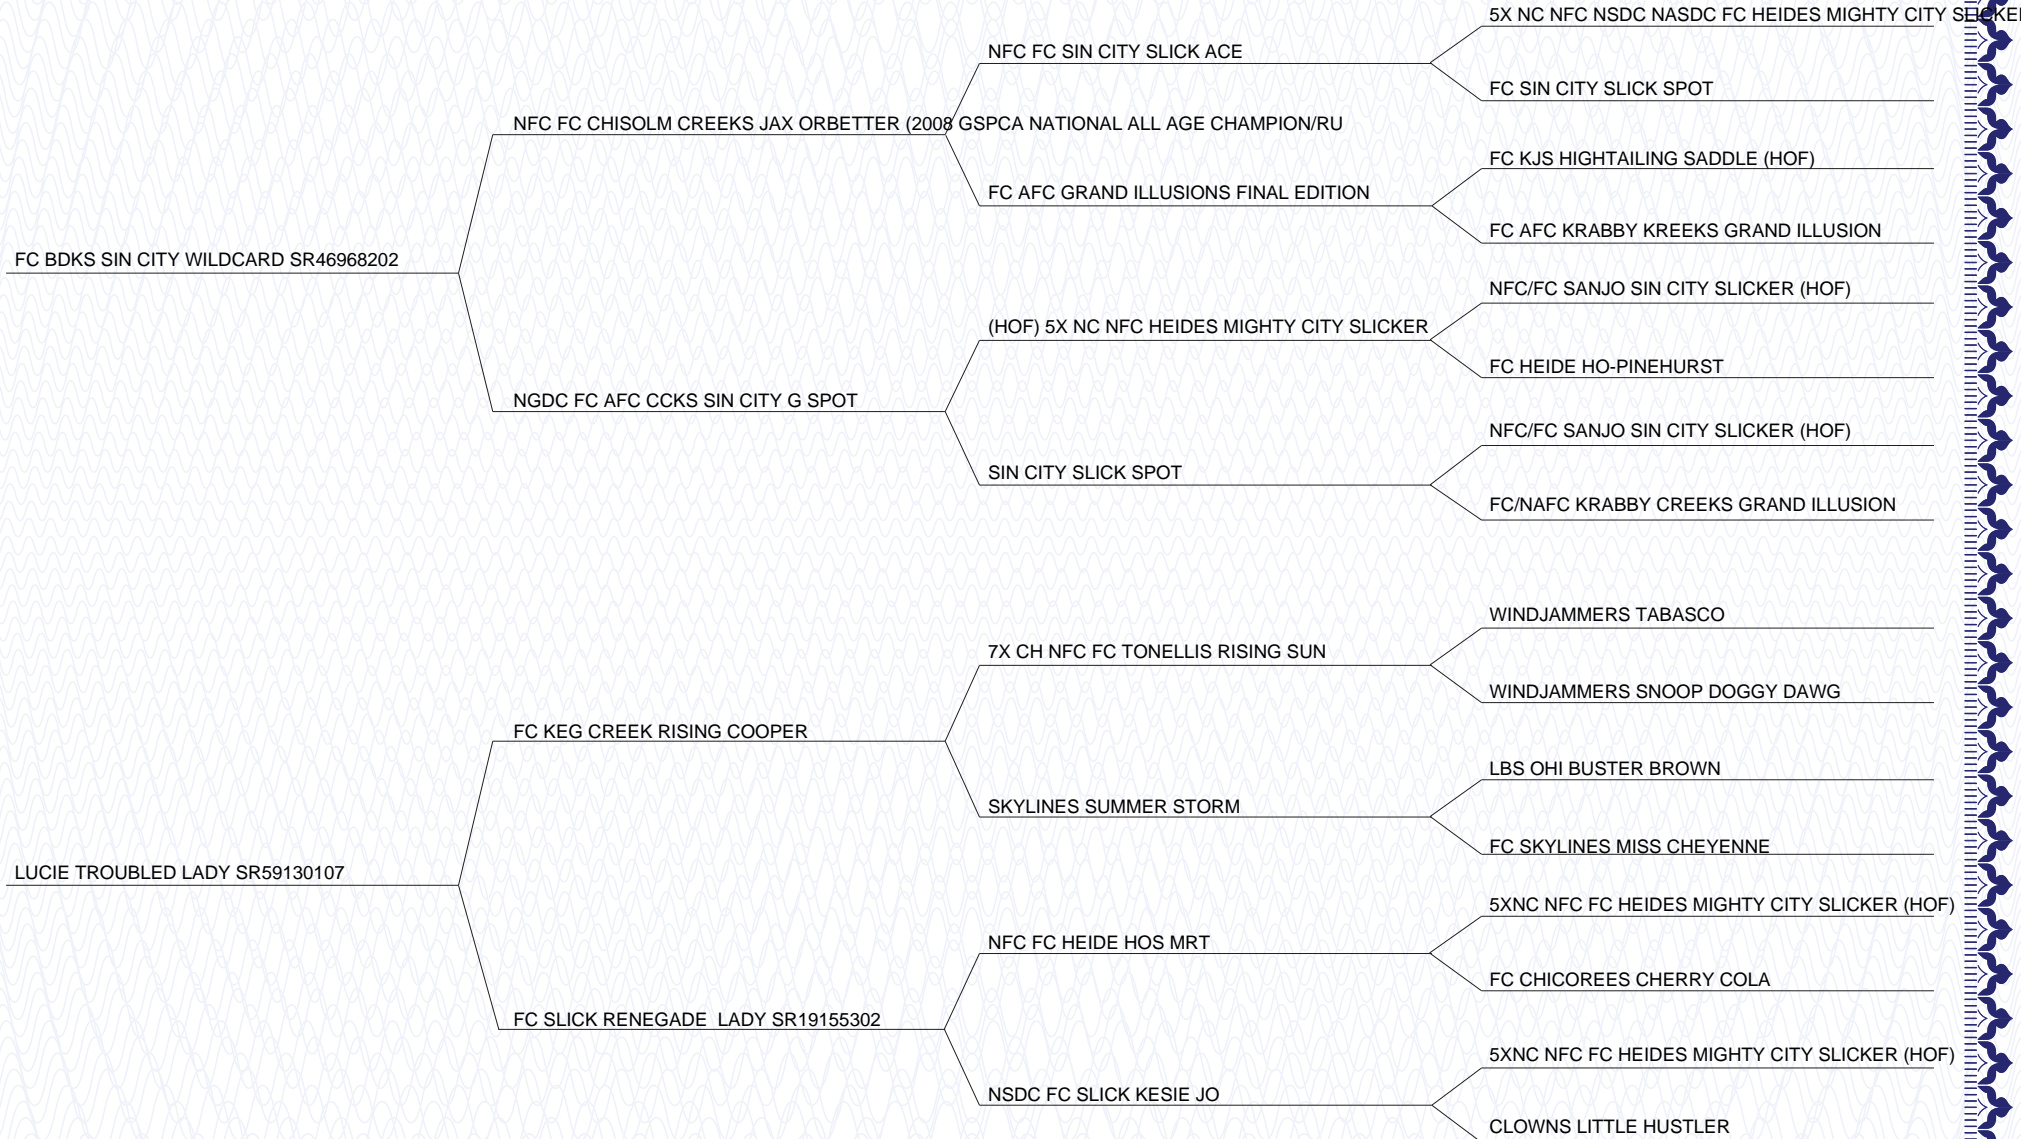 5X NC NFC NSDC NASDC FC HEIDES MIGHTY CITY SLICKER
NFC FC SIN CITY SLICK ACE
FC SIN CITY SLICK SPOT
NFC FC CHISOLM CREEKS JAX ORBETTER (2008 GSPCA NATIONAL ALL AGE CHAMPION/RU
FC KJS HIGHTAILING SADDLE (HOF)
FC AFC GRAND ILLUSIONS FINAL EDITION
FC AFC KRABBY KREEKS GRAND ILLUSION
FC BDKS SIN CITY WILDCARD SR46968202
NFC/FC SANJO SIN CITY SLICKER (HOF)
(HOF) 5X NC NFC HEIDES MIGHTY CITY SLICKER
FC HEIDE HO-PINEHURST
NGDC FC AFC CCKS SIN CITY G SPOT
NFC/FC SANJO SIN CITY SLICKER (HOF)
SIN CITY SLICK SPOT
FC/NAFC KRABBY CREEKS GRAND ILLUSION
WINDJAMMERS TABASCO
7X CH NFC FC TONELLIS RISING SUN
WINDJAMMERS SNOOP DOGGY DAWG
FC KEG CREEK RISING COOPER
LBS OHI BUSTER BROWN
SKYLINES SUMMER STORM
FC SKYLINES MISS CHEYENNE
LUCIE TROUBLED LADY SR59130107
5XNC NFC FC HEIDES MIGHTY CITY SLICKER (HOF)
NFC FC HEIDE HOS MRT
FC CHICOREES CHERRY COLA
FC SLICK RENEGADE  LADY SR19155302
5XNC NFC FC HEIDES MIGHTY CITY SLICKER (HOF)
NSDC FC SLICK KESIE JO
CLOWNS LITTLE HUSTLER